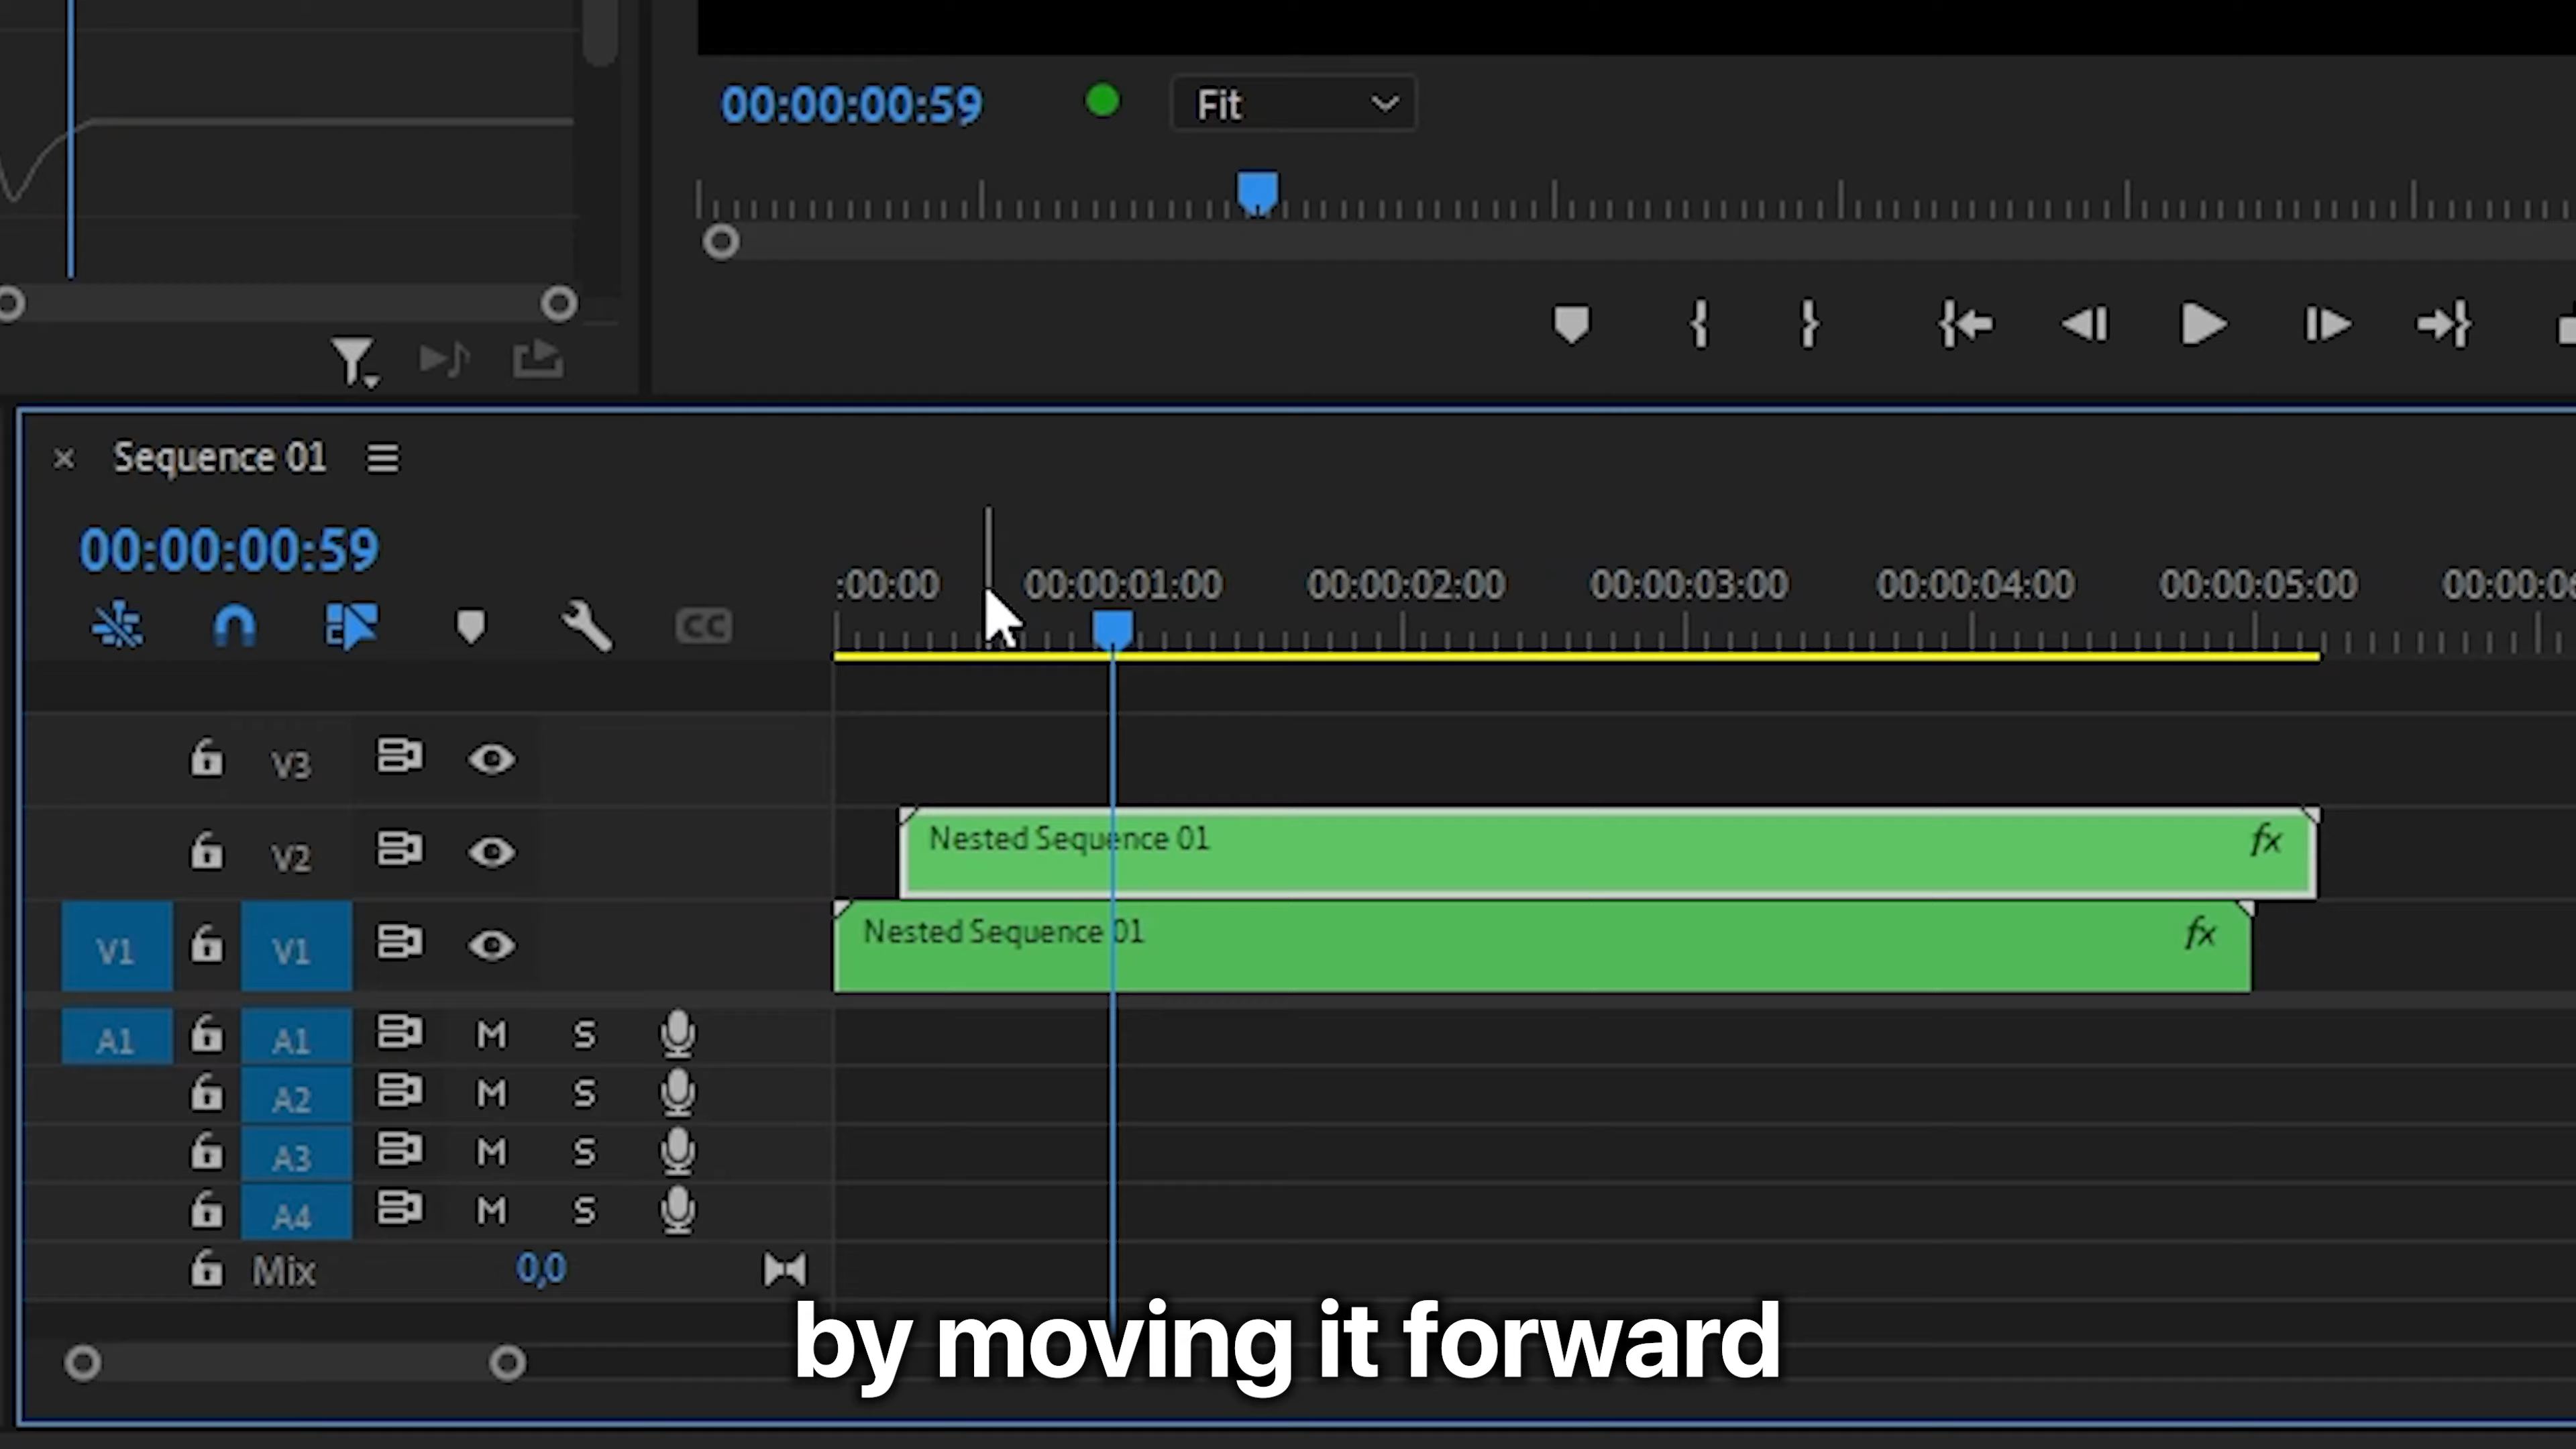 00:00:00:59
Fit
Sequence 01
00:00:00:59
:00:00 00:00:01:00 00:00:02:00 00:00:03:00 00:00:04:00 00:00:05:00
CC
V3
V2
Nested Sequence 01 fx
V1 V1
Nested Sequence 01 fx
A1 A1 M S
A2 M S
A3 M S
A4 M S
Mix 0,0
by moving it forward